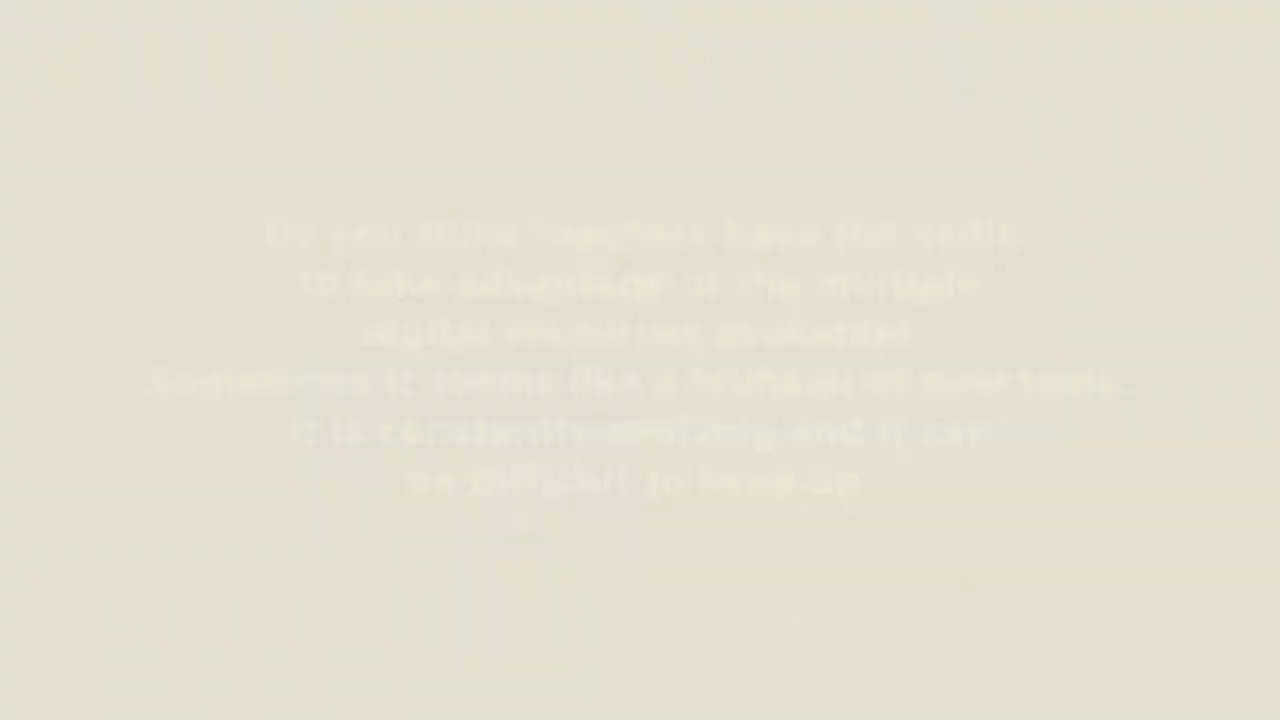 Do you think teachers have the skills
to take advantage of the multiple
digital resources available?
Sometimes it seems like a tsunami of new tools,
it is constantly evolving and it can
be difficult to keep up